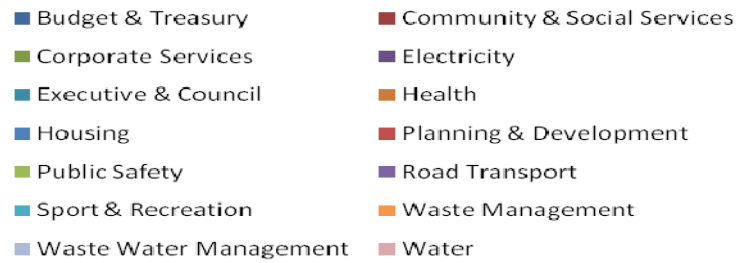 Budget & Treasury Community & Social Services
Corporate Services Electricity
Executive & Council Health
Housing Planning & Development
Public Safety Road Transport
Sport & Recreation Waste Management
Waste Water Management Water